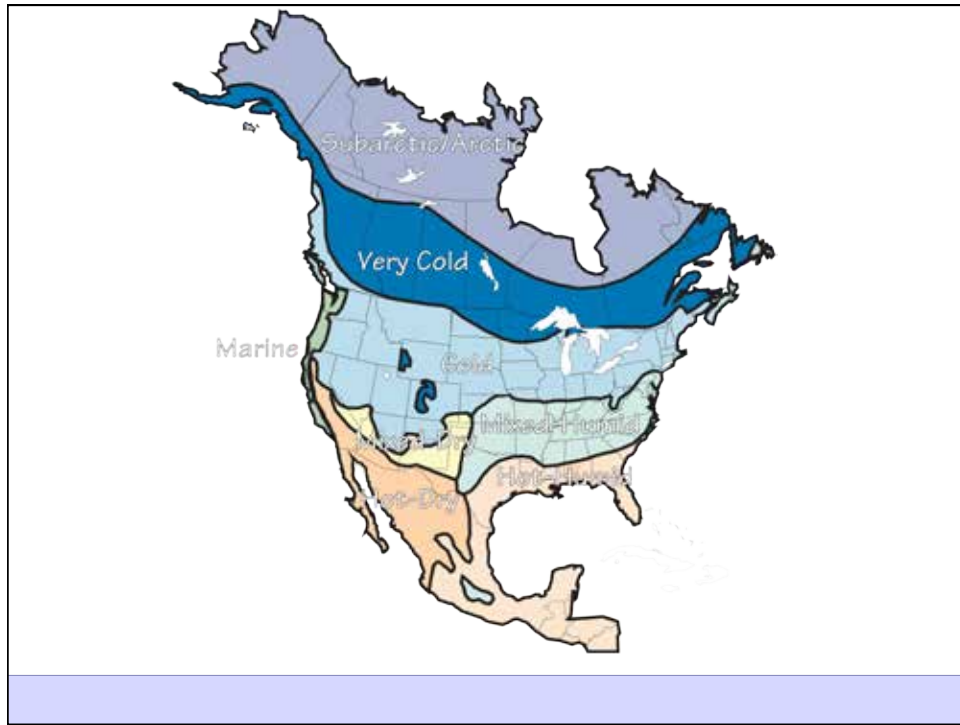 Subarctic/Arctic
Very Cold
Marine
Cold
Mixed-Humid
Mixed-Dry
Hot-Humid
Hot-Dry